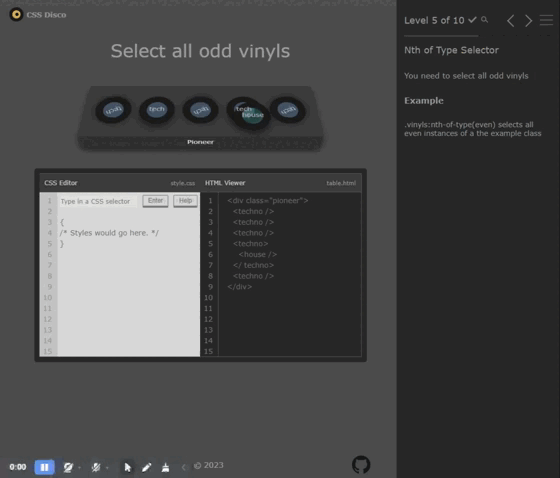 CSS Disco
Select all odd vinyls
tech
tech
tech
tech
house
tech
Pioneer
CSS Editor
style.css
HTML Viewer
table.html
1 Type in a CSS selector Enter Help
2
3 {
4 /* Styles would go here. */
5 }
6
7
8
9
10
11
12
13
14
15
1 <div class="pioneer">
2 <techno />
3 <techno />
4 <techno />
5 <techno>
6 <house />
7 </ techno>
8 <techno />
9 </div>
10
11
12
13
14
15
0:00
© 2023
Level 5 of 10
Nth of Type Selector
You need to select all odd vinyls
Example
.vinyls:nth-of-type(even) selects all
even instances of a the example class